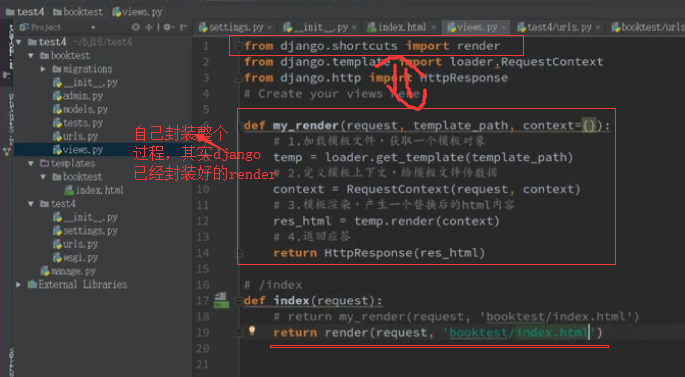 test4
booktest
views.py
Project
settings.py
__init__.py
index.html
views.py
test4/urls.py
booktest/urls
test4 ~/bj18/test4
booktest
migrations
__init__.py
admin.py
models.py
tests.py
urls.py
views.py
templates
booktest
index.html
test4
__init__.py
settings.py
urls.py
wsgi.py
manage.py
External Libraries
自己封装整个
过程，其实django
已经封装好的render
1 from django.shortcuts import render
2 from django.template import loader,RequestContext
3 from django.http import HttpResponse
4 # Create your views here.
def my_render(request, template_path, context={}):
# 1.加载模板文件，获取一个模板对象
temp = loader.get_template(template_path)
# 2.定义模板上下文，给模板文件传数据
context = RequestContext(request, context)
# 3.模板渲染，产生一个替换后的html内容
12 res_html = temp.render(context)
13 # 4.返回应答
14 return HttpResponse(res_html)
15
16 # /index
17 def index(request):
18 # return my_render(request, 'booktest/index.html')
19 return render(request, 'booktest/index.html')
20
21